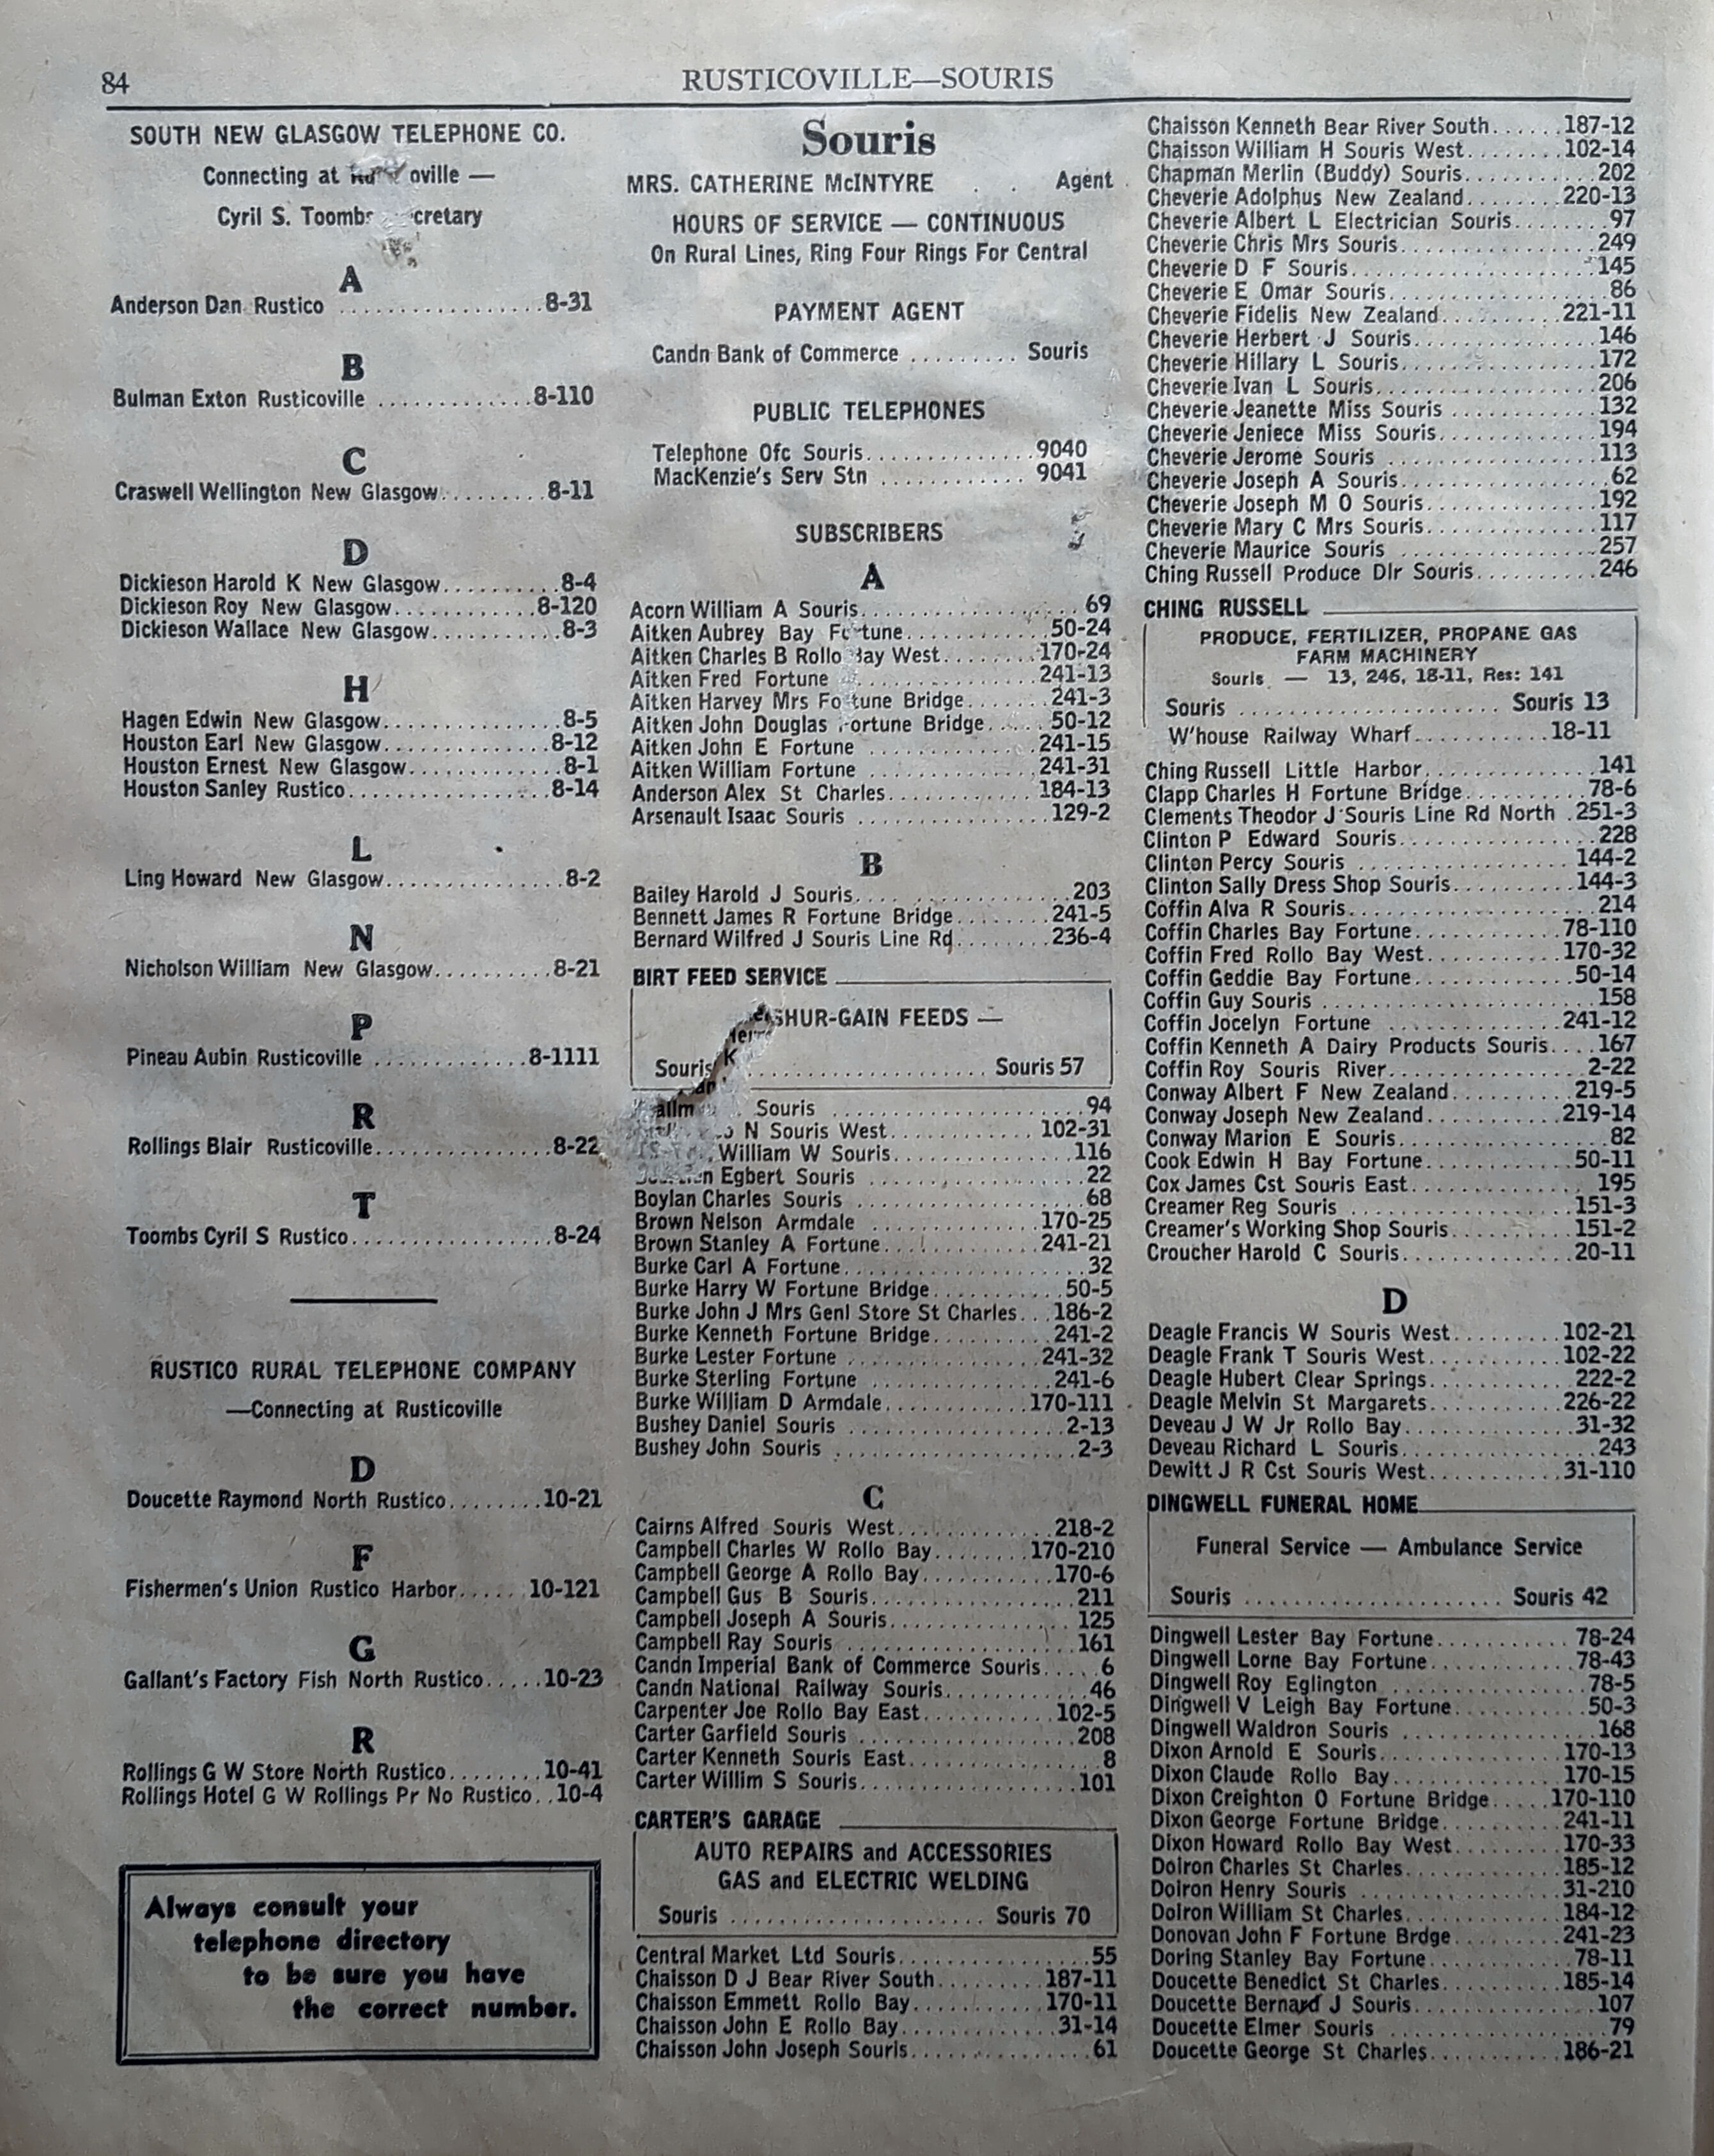 84
RUSTICOVILLE—SOURIS
SOUTH NEW GLASGOW TELEPHONE CO.
Connecting at oville —
Cyril S. Toombs cretary
A
Anderson Dan Rustico ................. 8-31
B
Bulman Exton Rusticoville ............. 8-110
C
Craswell Wellington New Glasgow......... 8-11
D
Dickieson Harold K New Glasgow.......... 8-4
Dickieson Roy New Glasgow............ 8-120
Dickieson Wallace New Glasgow........... 8-3
H
Hagen Edwin New Glasgow............... 8-5
Houston Earl New Glasgow.............. 8-12
Houston Ernest New Glasgow............. 8-1
Houston Sanley Rustico................. 8-14
L
Ling Howard New Glasgow............... 8-2
N
Nicholson William New Glasgow.......... 8-21
P
Pineau Aubin Rusticoville ............. 8-1111
R
Rollings Blair Rusticoville............... 8-22
T
Toombs Cyril S Rustico.................. 8-24
RUSTICO RURAL TELEPHONE COMPANY
—Connecting at Rusticoville
D
Doucette Raymond North Rustico........ 10-21
F
Fishermen's Union Rustico Harbor...... 10-121
G
Gallant's Factory Fish North Rustico..... 10-23
R
Rollings G W Store North Rustico........ 10-41
Rollings Hotel G W Rollings Pr No Rustico.. 10-4
Always consult your
telephone directory
to be sure you have
the correct number.
Souris
MRS. CATHERINE McINTYRE . . Agent
HOURS OF SERVICE — CONTINUOUS
On Rural Lines, Ring Four Rings For Central
PAYMENT AGENT
Candn Bank of Commerce ......... Souris
PUBLIC TELEPHONES
Telephone Ofc Souris.............. 9040
MacKenzie's Serv Stn ............ 9041
SUBSCRIBERS
A
Acorn William A Souris................. 69
Aitken Aubrey Bay Fortune............ 50-24
Aitken Charles B Rollo Bay West........ 170-24
Aitken Fred Fortune ............... 241-13
Aitken Harvey Mrs Fortune Bridge....... 241-3
Aitken John Douglas Fortune Bridge..... 50-12
Aitken John E Fortune .............. 241-15
Aitken William Fortune .............. 241-31
Anderson Alex St Charles............ 184-13
Arsenault Isaac Souris ................ 129-2
B
Bailey Harold J Souris................. 203
Bennett James R Fortune Bridge........ 241-5
Bernard Wilfred J Souris Line Rd........ 236-4
BIRT FEED SERVICE
SHUR-GAIN FEEDS —
Souris ..................... Souris 57
Souris ...................... 94
N Souris West............ 102-31
William W Souris.............. 116
Egbert Souris ................ 22
Boylan Charles Souris .................. 68
Brown Nelson Armdale .............. 170-25
Brown Stanley A Fortune............. 241-21
Burke Carl A Fortune.................. 32
Burke Harry W Fortune Bridge.......... 50-5
Burke John J Mrs Genl Store St Charles... 186-2
Burke Kenneth Fortune Bridge.......... 241-2
Burke Lester Fortune ................ 241-32
Burke Sterling Fortune ............... 241-6
Burke William D Armdale............ 170-111
Bushey Daniel Souris ................. 2-13
Bushey John Souris .................. 2-3
C
Cairns Alfred Souris West............. 218-2
Campbell Charles W Rollo Bay........ 170-210
Campbell George A Rollo Bay........... 170-6
Campbell Gus B Souris................ 211
Campbell Joseph A Souris.............. 125
Campbell Ray Souris .................. 161
Candn Imperial Bank of Commerce Souris..... 6
Candn National Railway Souris............ 46
Carpenter Joe Rollo Bay East........... 102-5
Carter Garfield Souris ................. 208
Carter Kenneth Souris East............... 8
Carter Willim S Souris................. 101
CARTER'S GARAGE
AUTO REPAIRS and ACCESSORIES
GAS and ELECTRIC WELDING
Souris ...................... Souris 70
Central Market Ltd Souris............... 55
Chaisson D J Bear River South......... 187-11
Chaisson Emmett Rollo Bay........... 170-11
Chaisson John E Rollo Bay............ 31-14
Chaisson John Joseph Souris............. 61
Chaisson Kenneth Bear River South...... 187-12
Chaisson William H Souris West........ 102-14
Chapman Merlin (Buddy) Souris........... 202
Cheverie Adolphus New Zealand........ 220-13
Cheverie Albert L Electrician Souris........ 97
Cheverie Chris Mrs Souris............... 249
Cheverie D F Souris.................... 145
Cheverie E Omar Souris................. 86
Cheverie Fidelis New Zealand.......... 221-11
Cheverie Herbert J Souris............... 146
Cheverie Hillary L Souris................ 172
Cheverie Ivan L Souris................. 206
Cheverie Jeanette Miss Souris ............ 132
Cheverie Jeniece Miss Souris............. 194
Cheverie Jerome Souris ................ 113
Cheverie Joseph A Souris................ 62
Cheverie Joseph M O Souris............. 192
Cheverie Mary C Mrs Souris............. 117
Cheverie Maurice Souris ................ 257
Ching Russell Produce Dlr Souris.......... 246
CHING RUSSELL
PRODUCE, FERTILIZER, PROPANE GAS
FARM MACHINERY
Souris — 13, 246, 18-11, Res: 141
Souris ...................... Souris 13
W'house Railway Wharf........... 18-11
Ching Russell Little Harbor.............. 141
Clapp Charles H Fortune Bridge.......... 78-6
Clements Theodor J Souris Line Rd North . 251-3
Clinton P Edward Souris................ 228
Clinton Percy Souris ................. 144-2
Clinton Sally Dress Shop Souris.......... 144-3
Coffin Alva R Souris................... 214
Coffin Charles Bay Fortune............ 78-110
Coffin Fred Rollo Bay West........... 170-32
Coffin Geddie Bay Fortune............. 50-14
Coffin Guy Souris ..................... 158
Coffin Jocelyn Fortune .............. 241-12
Coffin Kenneth A Dairy Products Souris.... 167
Coffin Roy Souris River................ 2-22
Conway Albert F New Zealand.......... 219-5
Conway Joseph New Zealand.......... 219-14
Conway Marion E Souris................ 82
Cook Edwin H Bay Fortune............ 50-11
Cox James Cst Souris East.............. 195
Creamer Reg Souris ................. 151-3
Creamer's Working Shop Souris.......... 151-2
Croucher Harold C Souris............. 20-11
D
Deagle Francis W Souris West......... 102-21
Deagle Frank T Souris West........... 102-22
Deagle Hubert Clear Springs............ 222-2
Deagle Melvin St Margarets........... 226-22
Deveau J W Jr Rollo Bay.............. 31-32
Deveau Richard L Souris................ 243
Dewitt J R Cst Souris West........... 31-110
DINGWELL FUNERAL HOME
Funeral Service — Ambulance Service
Souris ...................... Souris 42
Dingwell Lester Bay Fortune........... 78-24
Dingwell Lorne Bay Fortune............ 78-43
Dingwell Roy Eglington ................ 78-5
Dingwell V Leigh Bay Fortune........... 50-3
Dingwell Waldron Souris ............... 168
Dixon Arnold E Souris............... 170-13
Dixon Claude Rollo Bay.............. 170-15
Dixon Creighton O Fortune Bridge..... 170-110
Dixon George Fortune Bridge.......... 241-11
Dixon Howard Rollo Bay West......... 170-33
Doiron Charles St Charles............. 185-12
Doiron Henry Souris ................ 31-210
Doiron William St Charles............ 184-12
Donovan John F Fortune Brdge......... 241-23
Doring Stanley Bay Fortune............ 78-11
Doucette Benedict St Charles.......... 185-14
Doucette Bernard J Souris............... 107
Doucette Elmer Souris .................. 79
Doucette George St Charles........... 186-21